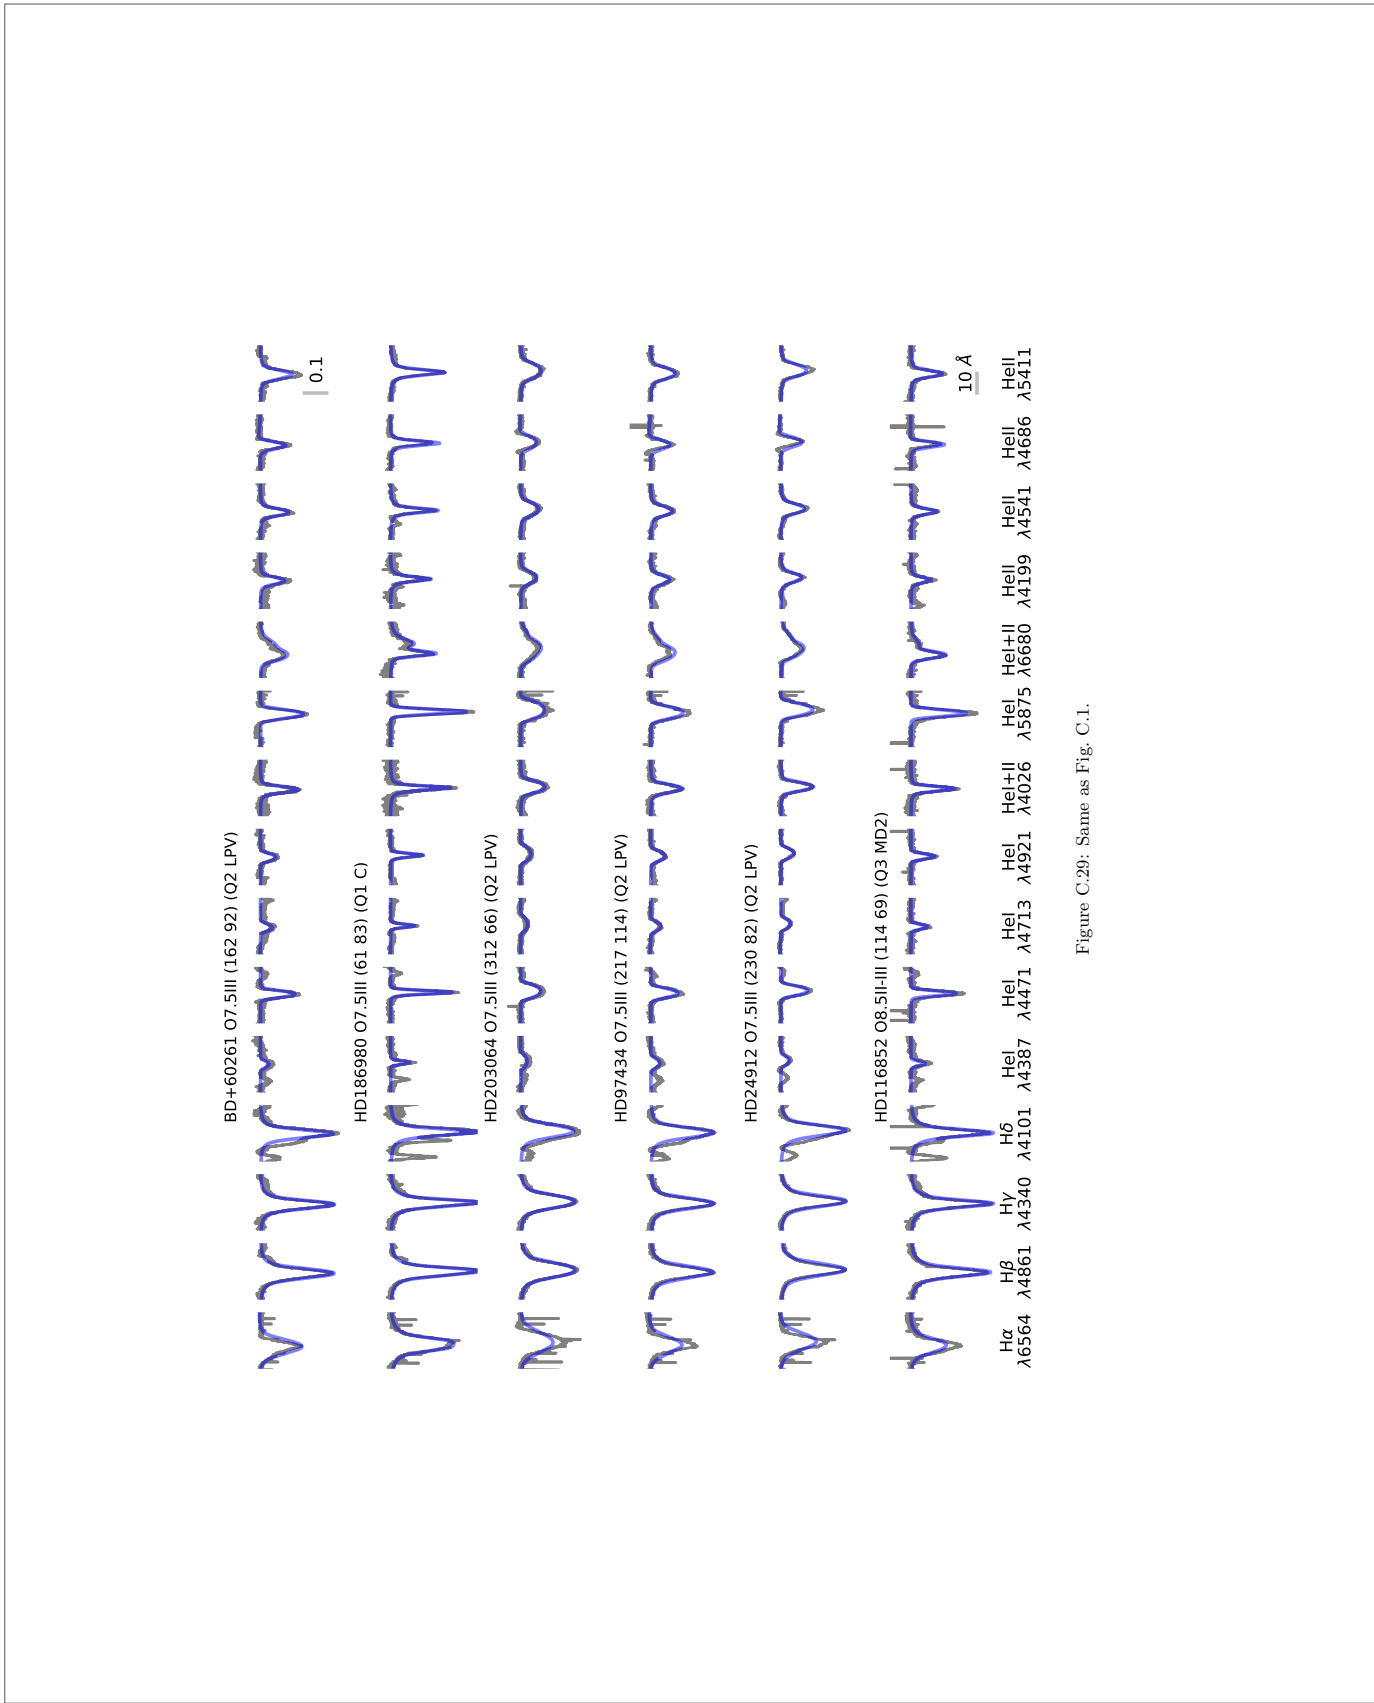 BD+60261 O7.5III (162 92) (Q2 LPV)
0.1
HD186980 O7.5III (61 83) (Q1 C)
HD203064 O7.5III (312 66) (Q2 LPV)
HD97434 O7.5III (217 114) (Q2 LPV)
HD24912 O7.5III (230 82) (Q2 LPV)
HD116852 O8.5II-III (114 69) (Q3 MD2)
10 Å
Hα
λ6564
Hβ
λ4861
Hγ
λ4340
Hδ
λ4101
HeI
λ4387
HeI
λ4471
HeI
λ4713
HeI
λ4921
HeI+II
λ4026
HeI
λ5875
HeI+II
λ6680
HeII
λ4199
HeII
λ4541
HeII
λ4686
HeII
λ5411
Figure C.29: Same as Fig. C.1.